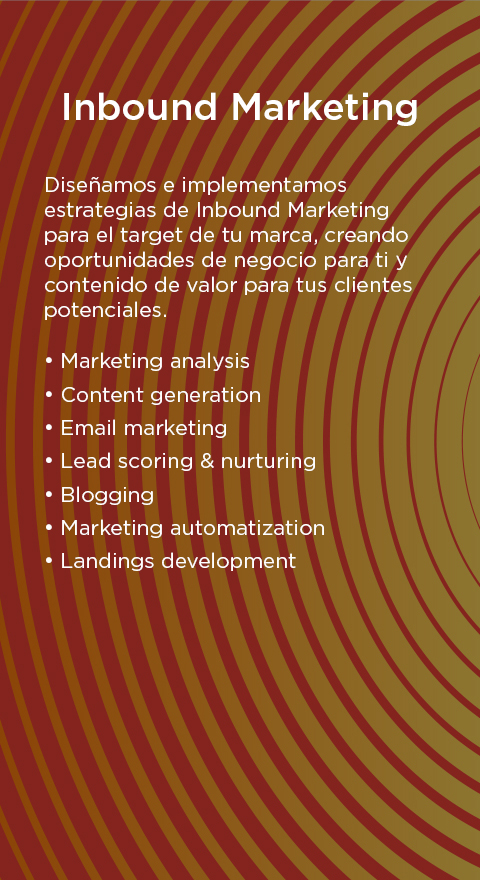 Inbound Marketing
Diseñamos e implementamos
estrategias de Inbound Marketing
para el target de tu marca, creando
oportunidades de negocio para ti y
contenido de valor para tus clientes
potenciales.
• Marketing analysis
• Content generation
• Email marketing
• Lead scoring & nurturing
• Blogging
• Marketing automatization
• Landings development